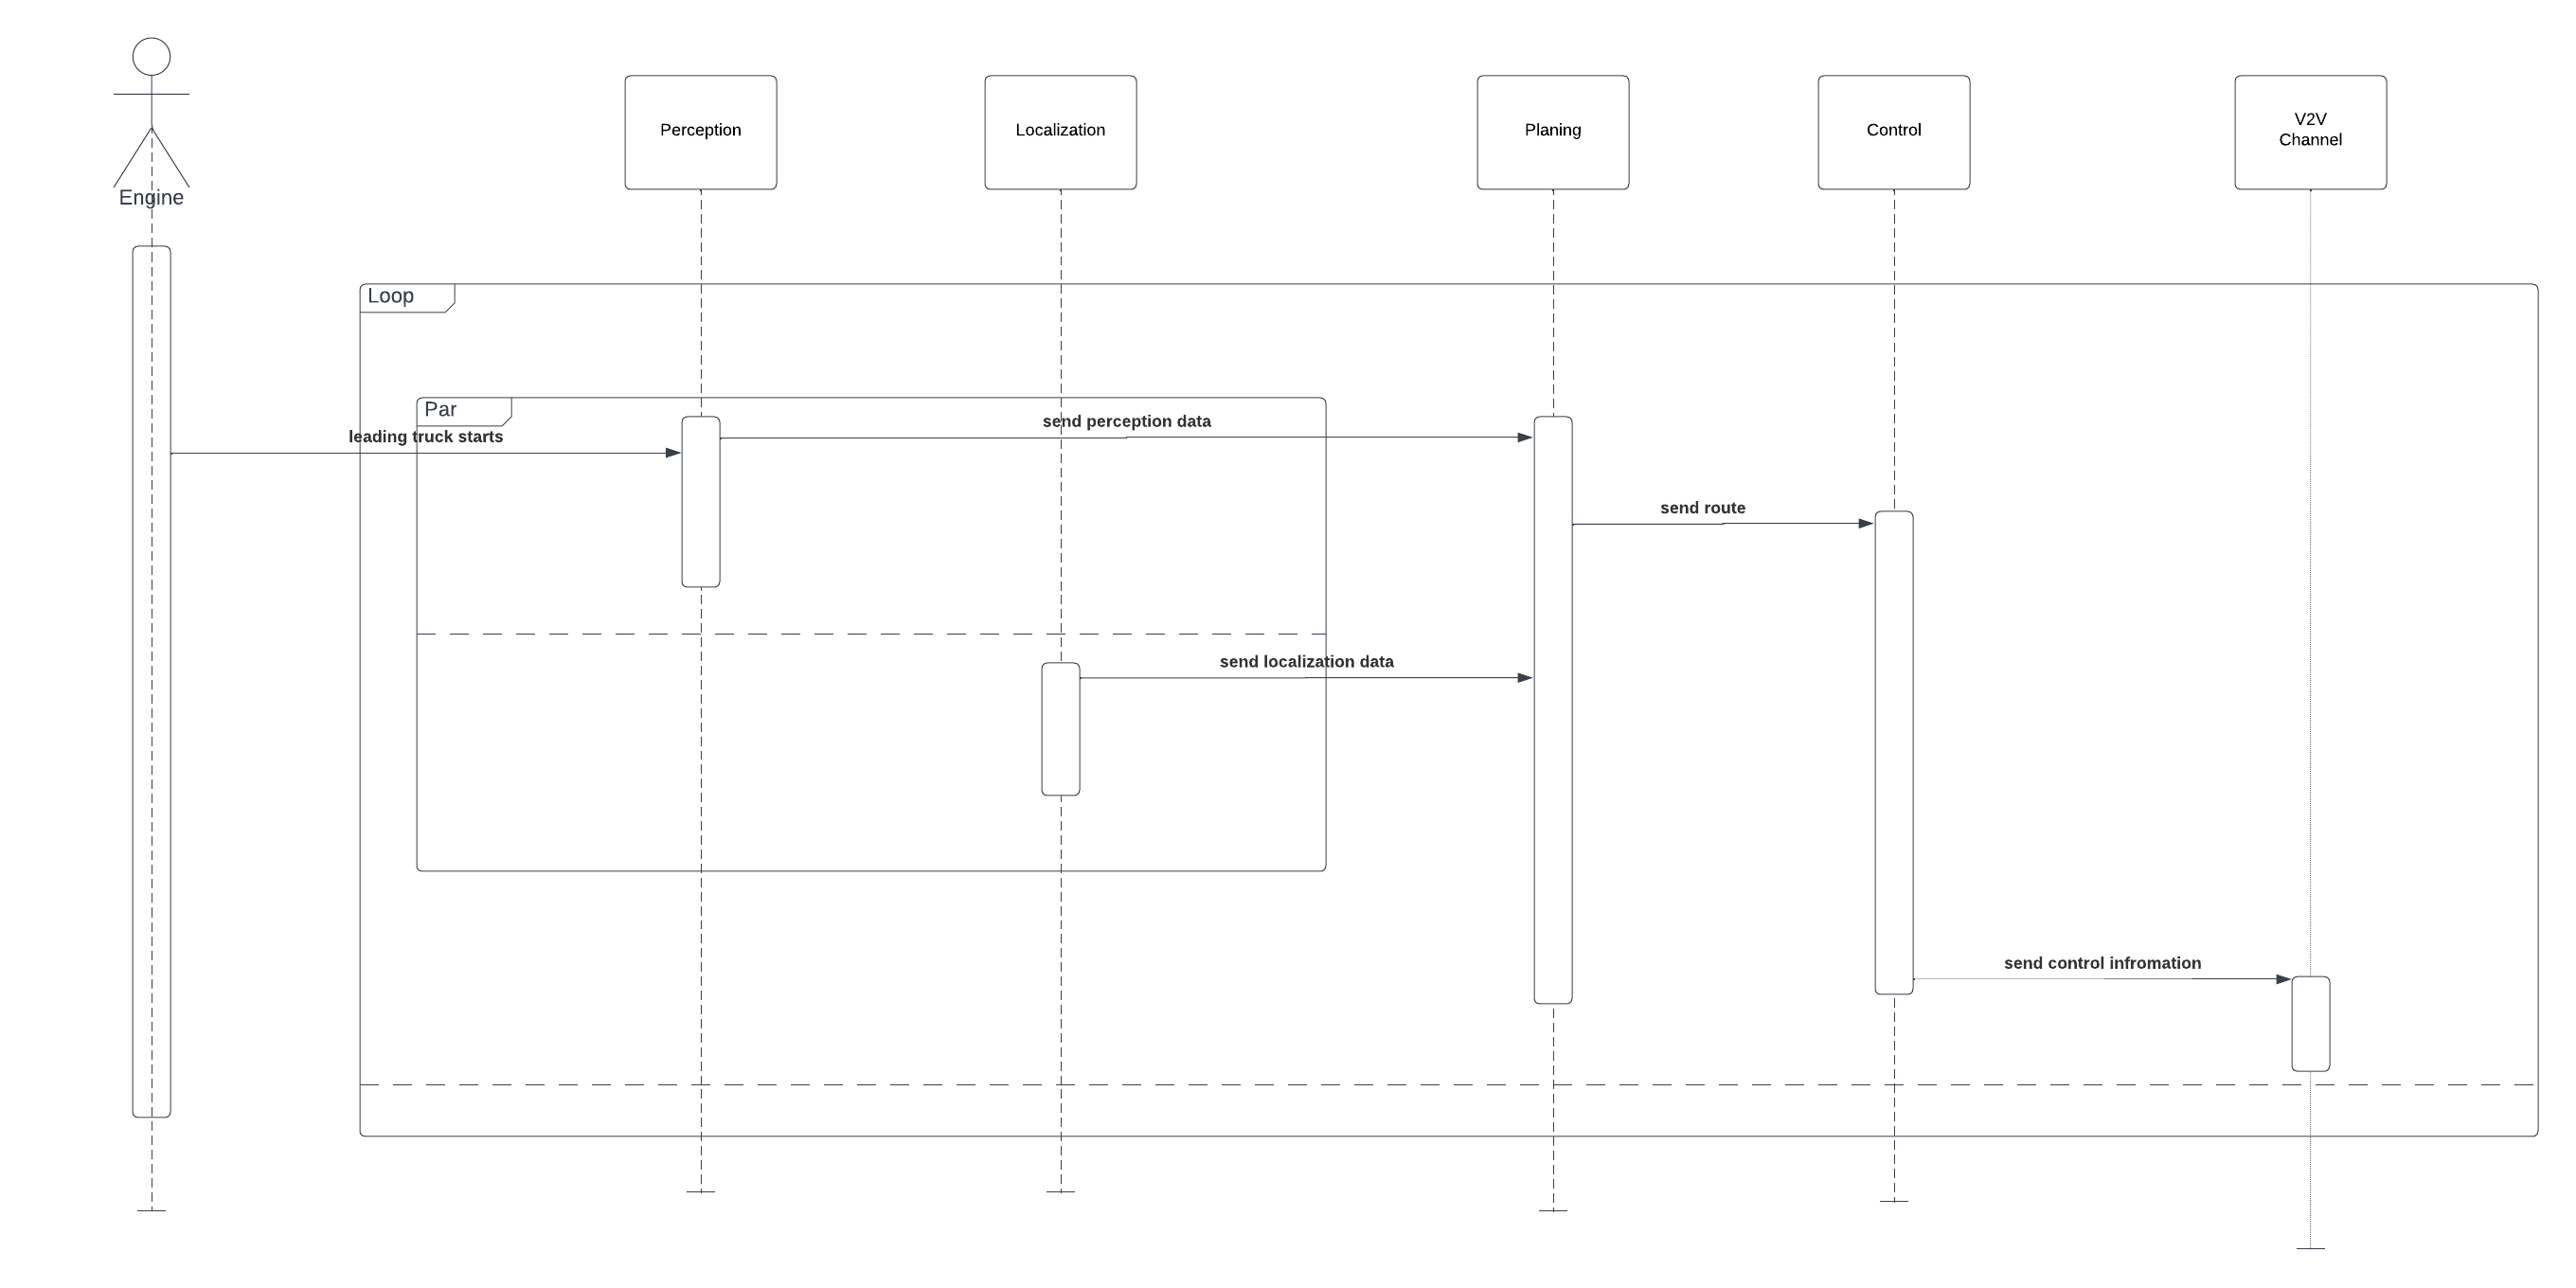 Engine
Perception
Localization
Planing
Control
V2V
Channel
Loop
Par
leading truck starts
send perception data
send route
send localization data
send control infromation